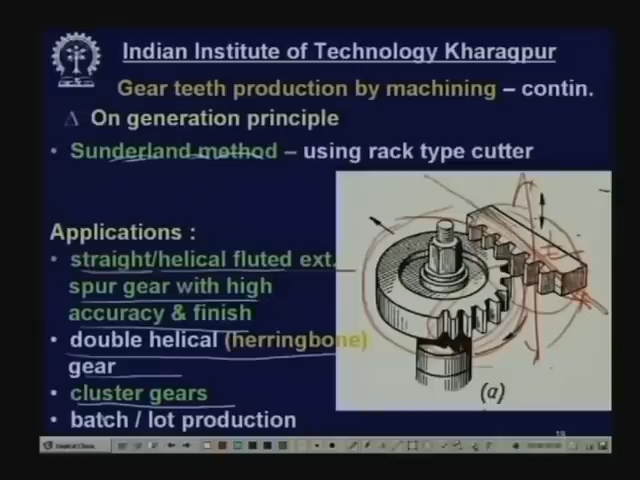 Indian Institute of Technology Kharagpur
Gear teeth production by machining – contin.
Δ On generation principle
• Sunderland method – using rack type cutter
Applications :
• straight/helical fluted ext.
spur gear with high
accuracy & finish
• double helical (herringbone)
gear
• cluster gears
• batch / lot production
(a)
19